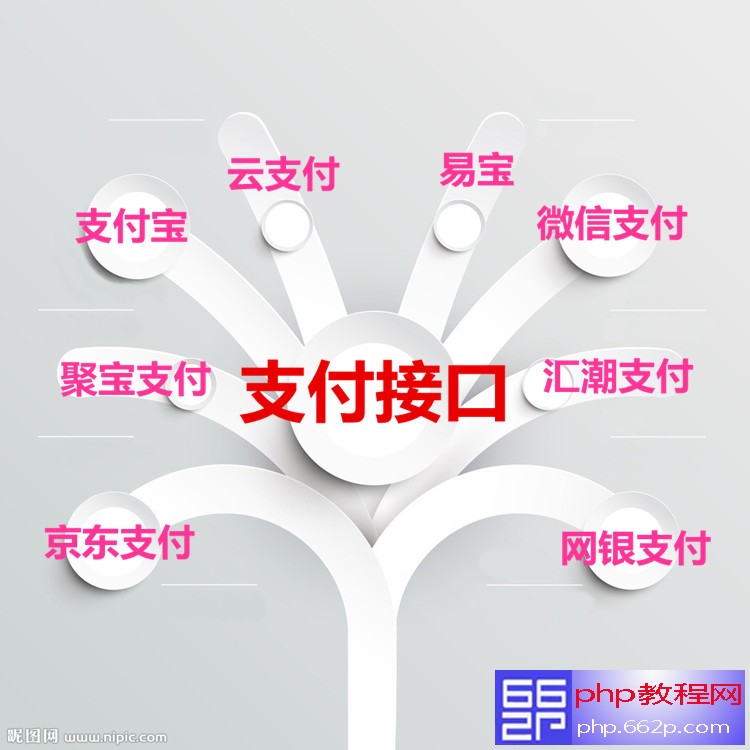 云支付
易宝
支付宝
微信支付
聚宝支付
支付接口
汇潮支付
京东支付
网银支付
662p
php教程网
php.662p.com
昵图网 www.nipic.com